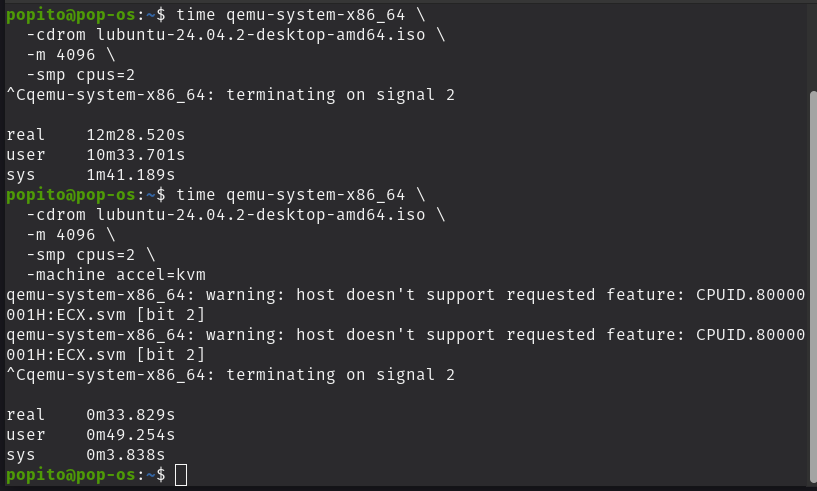 popito@pop-os:~$ time qemu-system-x86_64 \
  -cdrom lubuntu-24.04.2-desktop-amd64.iso \
  -m 4096 \
  -smp cpus=2
^Cqemu-system-x86_64: terminating on signal 2

real    12m28.520s
user    10m33.701s
sys     1m41.189s
popito@pop-os:~$ time qemu-system-x86_64 \
  -cdrom lubuntu-24.04.2-desktop-amd64.iso \
  -m 4096 \
  -smp cpus=2 \
  -machine accel=kvm
qemu-system-x86_64: warning: host doesn't support requested feature: CPUID.80000
001H:ECX.svm [bit 2]
qemu-system-x86_64: warning: host doesn't support requested feature: CPUID.80000
001H:ECX.svm [bit 2]
^Cqemu-system-x86_64: terminating on signal 2

real    0m33.829s
user    0m49.254s
sys     0m3.838s
popito@pop-os:~$